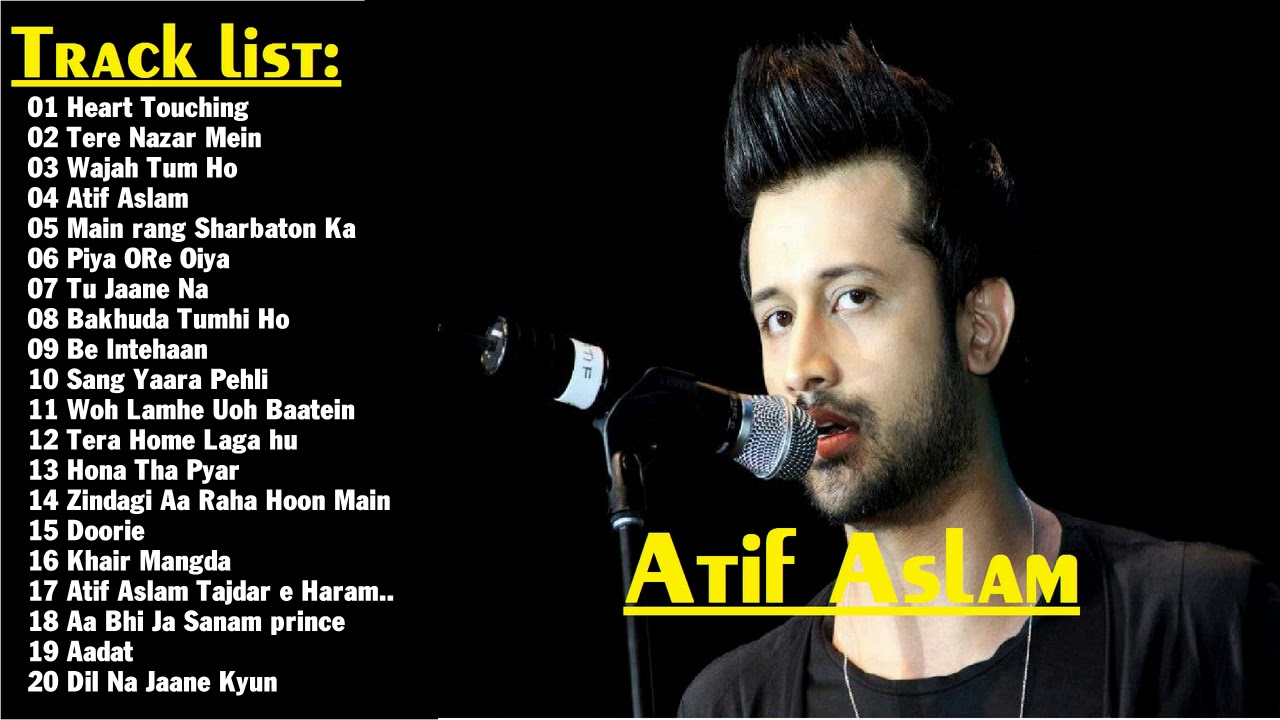 Track list:
01 Heart Touching
02 Tere Nazar Mein
03 Wajah Tum Ho
04 Atif Aslam
05 Main rang Sharbaton Ka
06 Piya ORe Oiya
07 Tu Jaane Na
08 Bakhuda Tumhi Ho
09 Be Intehaan
10 Sang Yaara Pehli
11 Woh Lamhe Uoh Baatein
12 Tera Home Laga hu
13 Hona Tha Pyar
14 Zindagi Aa Raha Hoon Main
15 Doorie
16 Khair Mangda
17 Atif Aslam Tajdar e Haram..
18 Aa Bhi Ja Sanam prince
19 Aadat
20 Dil Na Jaane Kyun
Atif Aslam